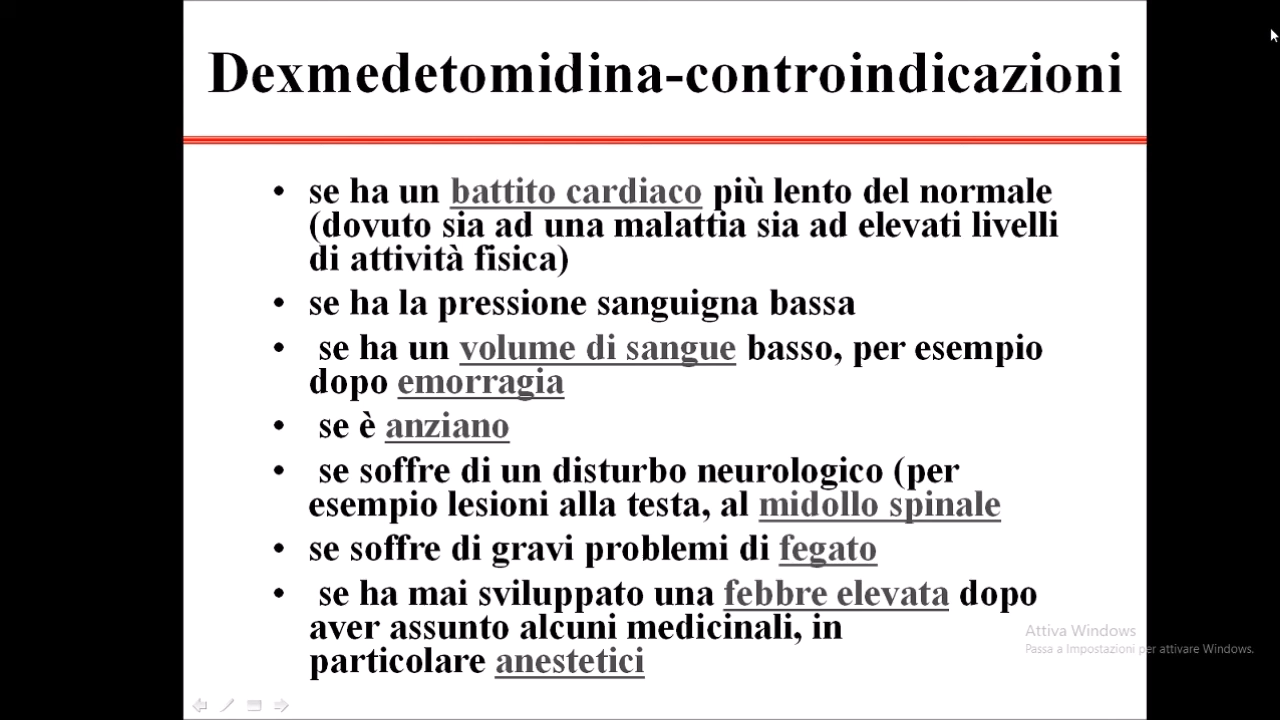 Dexmedetomidina-controindicazioni
• se ha un battito cardiaco più lento del normale
(dovuto sia ad una malattia sia ad elevati livelli
di attività fisica)
• se ha la pressione sanguigna bassa
• se ha un volume di sangue basso, per esempio
dopo emorragia
• se è anziano
• se soffre di un disturbo neurologico (per
esempio lesioni alla testa, al midollo spinale
• se soffre di gravi problemi di fegato
• se ha mai sviluppato una febbre elevata dopo
aver assunto alcuni medicinali, in
particolare anestetici
Attiva Windows
Passa a Impostazioni per attivare Windows.